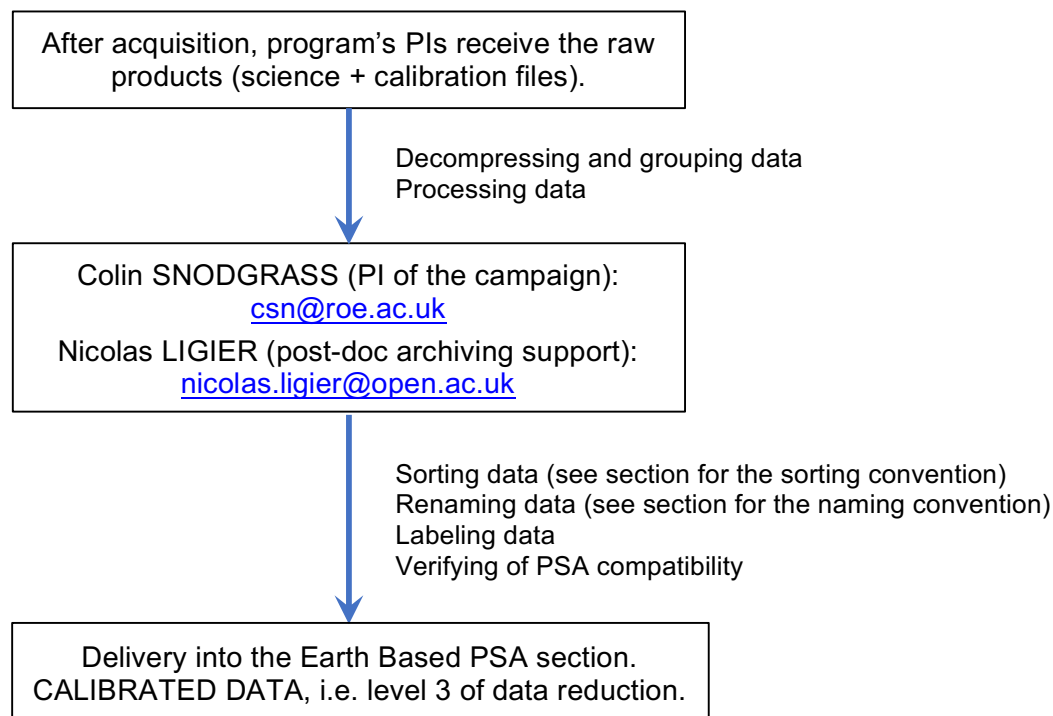 After acquisition, program's PIs receive the raw
products (science + calibration files).
Decompressing and grouping data
Processing data
Colin SNODGRASS (PI of the campaign):
csn@roe.ac.uk
Nicolas LIGIER (post-doc archiving support):
nicolas.ligier@open.ac.uk
Sorting data (see section for the sorting convention)
Renaming data (see section for the naming convention)
Labeling data
Verifying of PSA compatibility
Delivery into the Earth Based PSA section.
CALIBRATED DATA, i.e. level 3 of data reduction.